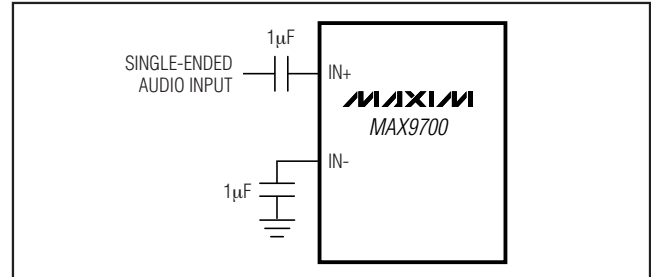 1μF
SINGLE-ENDED
AUDIO INPUT
IN+
MAXIM
MAX9700
IN-
1μF